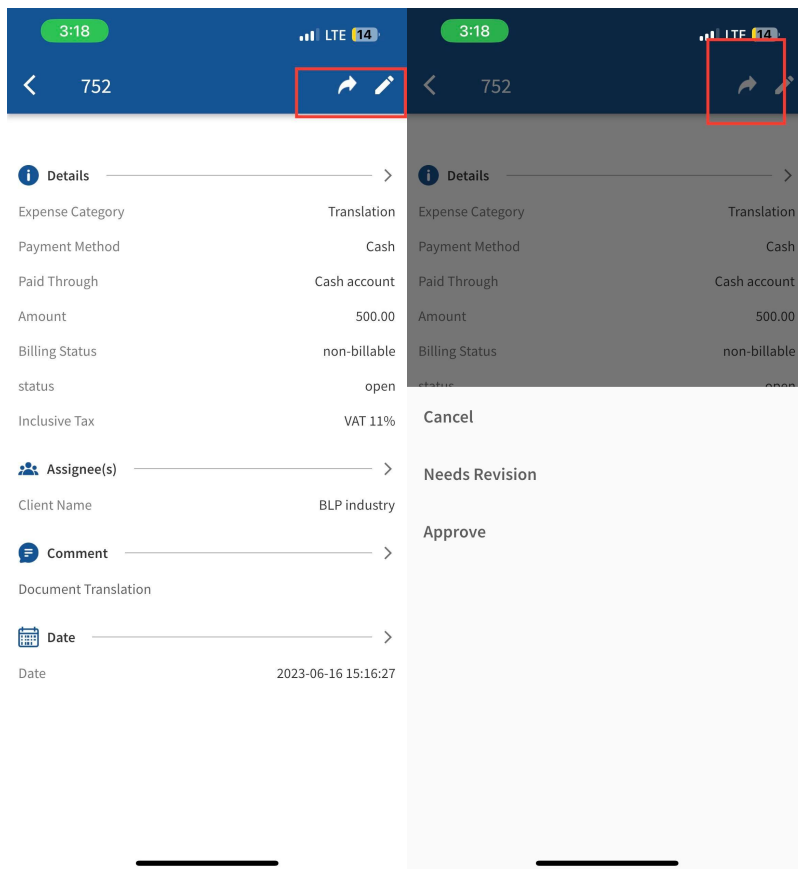 3:18
LTE 14
752
Details
Expense Category Translation
Payment Method Cash
Paid Through Cash account
Amount 500.00
Billing Status non-billable
status open
Inclusive Tax VAT 11%
Assignee(s)
Client Name BLP industry
Comment
Document Translation
Date
Date 2023-06-16 15:16:27
3:18
LTE 14
752
Details
Expense Category Translation
Payment Method Cash
Paid Through Cash account
Amount 500.00
Billing Status non-billable
status open
Cancel
Needs Revision
Approve